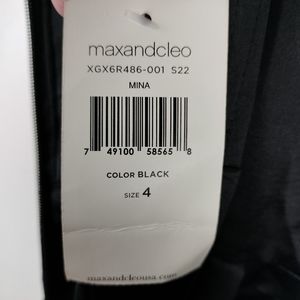 maxandcleo
XGX6R486-001 S22
MINA
7 49100 58565 8
COLOR BLACK
SIZE 4
maxandcleousa.com